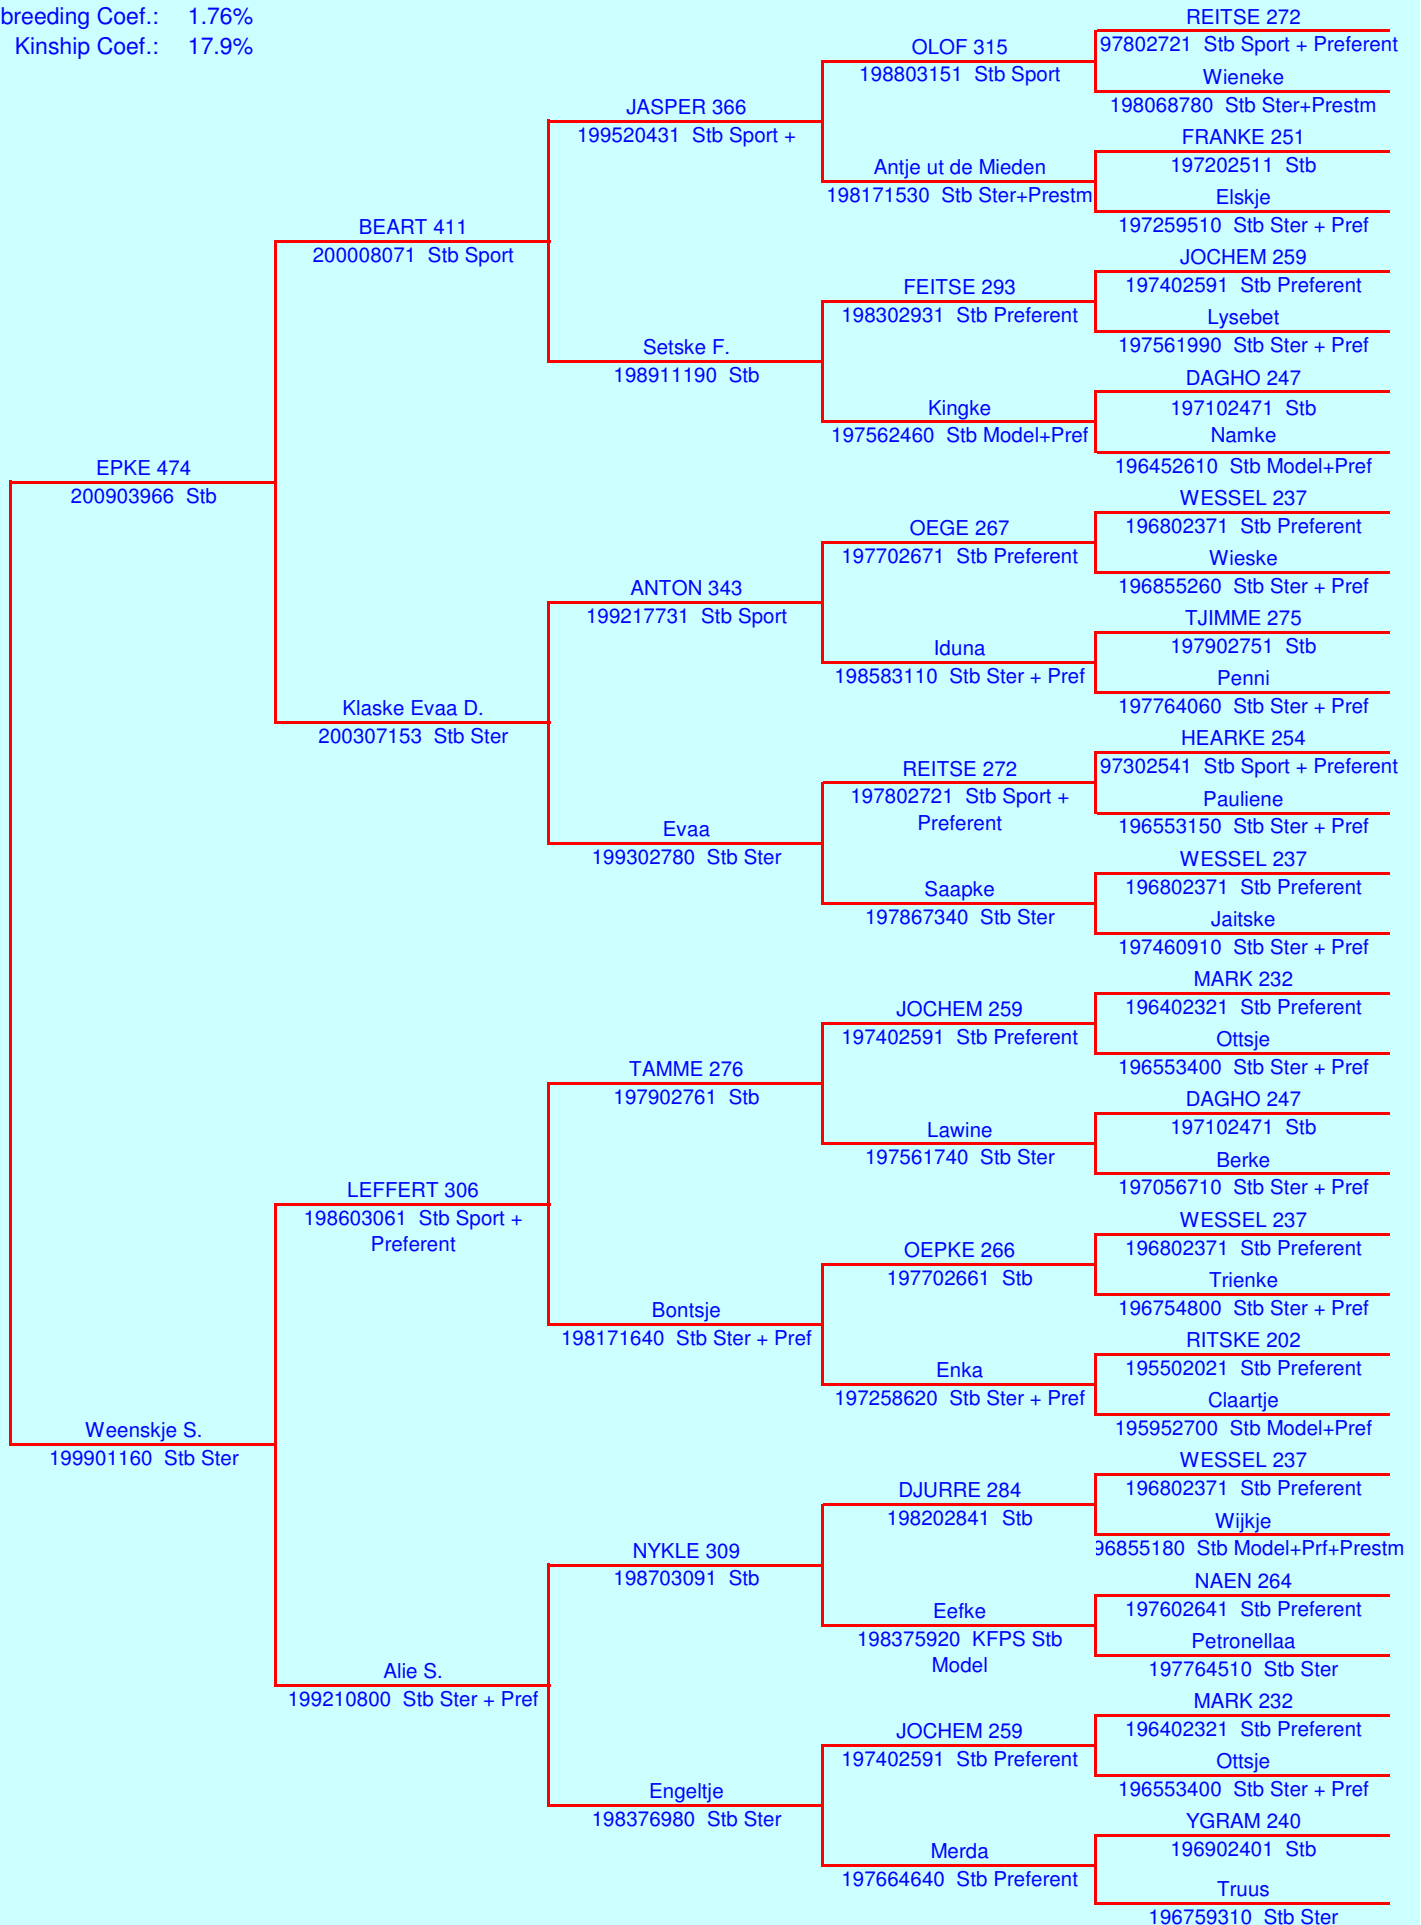 breeding Coef.: 1.76%
Kinship Coef.: 17.9%
EPKE 474
200903966 Stb
Weenskje S.
199901160 Stb Ster
BEART 411
200008071 Stb Sport
Klaske Evaa D.
200307153 Stb Ster
LEFFERT 306
198603061 Stb Sport +
Preferent
Alie S.
199210800 Stb Ster + Pref
JASPER 366
199520431 Stb Sport +
Setske F.
198911190 Stb
ANTON 343
199217731 Stb Sport
Evaa
199302780 Stb Ster
TAMME 276
197902761 Stb
Bontsje
198171640 Stb Ster + Pref
NYKLE 309
198703091 Stb
Engeltje
198376980 Stb Ster
OLOF 315
198803151 Stb Sport
Antje ut de Mieden
198171530 Stb Ster+Prestm
FEITSE 293
198302931 Stb Preferent
Kingke
197562460 Stb Model+Pref
OEGE 267
197702671 Stb Preferent
Iduna
198583110 Stb Ster + Pref
REITSE 272
197802721 Stb Sport +
Preferent
Saapke
197867340 Stb Ster
JOCHEM 259
197402591 Stb Preferent
Lawine
197561740 Stb Ster
OEPKE 266
197702661 Stb
Enka
197258620 Stb Ster + Pref
DJURRE 284
198202841 Stb
Eefke
198375920 KFPS Stb
Model
JOCHEM 259
197402591 Stb Preferent
Merda
197664640 Stb Preferent
REITSE 272
97802721 Stb Sport + Preferent
Wieneke
198068780 Stb Ster+Prestm
FRANKE 251
197202511 Stb
Elskje
197259510 Stb Ster + Pref
JOCHEM 259
197402591 Stb Preferent
Lysebet
197561990 Stb Ster + Pref
DAGHO 247
197102471 Stb
Namke
196452610 Stb Model+Pref
WESSEL 237
196802371 Stb Preferent
Wieske
196855260 Stb Ster + Pref
TJIMME 275
197902751 Stb
Penni
197764060 Stb Ster + Pref
HEARKE 254
97302541 Stb Sport + Preferent
Pauliene
196553150 Stb Ster + Pref
WESSEL 237
196802371 Stb Preferent
Jaitske
197460910 Stb Ster + Pref
MARK 232
196402321 Stb Preferent
Ottsje
196553400 Stb Ster + Pref
DAGHO 247
197102471 Stb
Berke
197056710 Stb Ster + Pref
WESSEL 237
196802371 Stb Preferent
Trienke
196754800 Stb Ster + Pref
RITSKE 202
195502021 Stb Preferent
Claartje
195952700 Stb Model+Pref
WESSEL 237
196802371 Stb Preferent
Wijkje
96855180 Stb Model+Prf+Prestm
NAEN 264
197602641 Stb Preferent
Petronellaa
197764510 Stb Ster
MARK 232
196402321 Stb Preferent
Ottsje
196553400 Stb Ster + Pref
YGRAM 240
196902401 Stb
Truus
196759310 Stb Ster